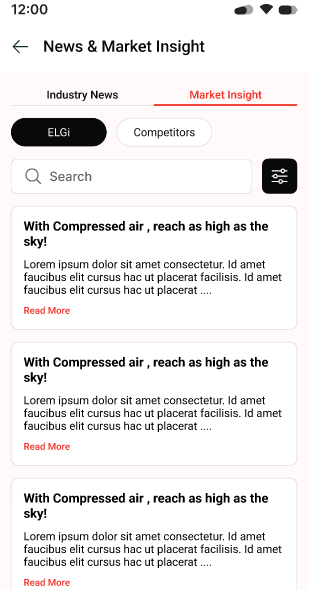 12:00
News & Market Insight
Industry News
Market Insight
ELGi
Competitors
Search
With Compressed air , reach as high as the
sky!
Lorem ipsum dolor sit amet consectetur. Id amet
faucibus elit cursus hac ut placerat facilisis. Id amet
faucibus elit cursus hac ut placerat ....
Read More
With Compressed air , reach as high as the
sky!
Lorem ipsum dolor sit amet consectetur. Id amet
faucibus elit cursus hac ut placerat facilisis. Id amet
faucibus elit cursus hac ut placerat ....
Read More
With Compressed air , reach as high as the
sky!
Lorem ipsum dolor sit amet consectetur. Id amet
faucibus elit cursus hac ut placerat facilisis. Id amet
faucibus elit cursus hac ut placerat ....
Read More